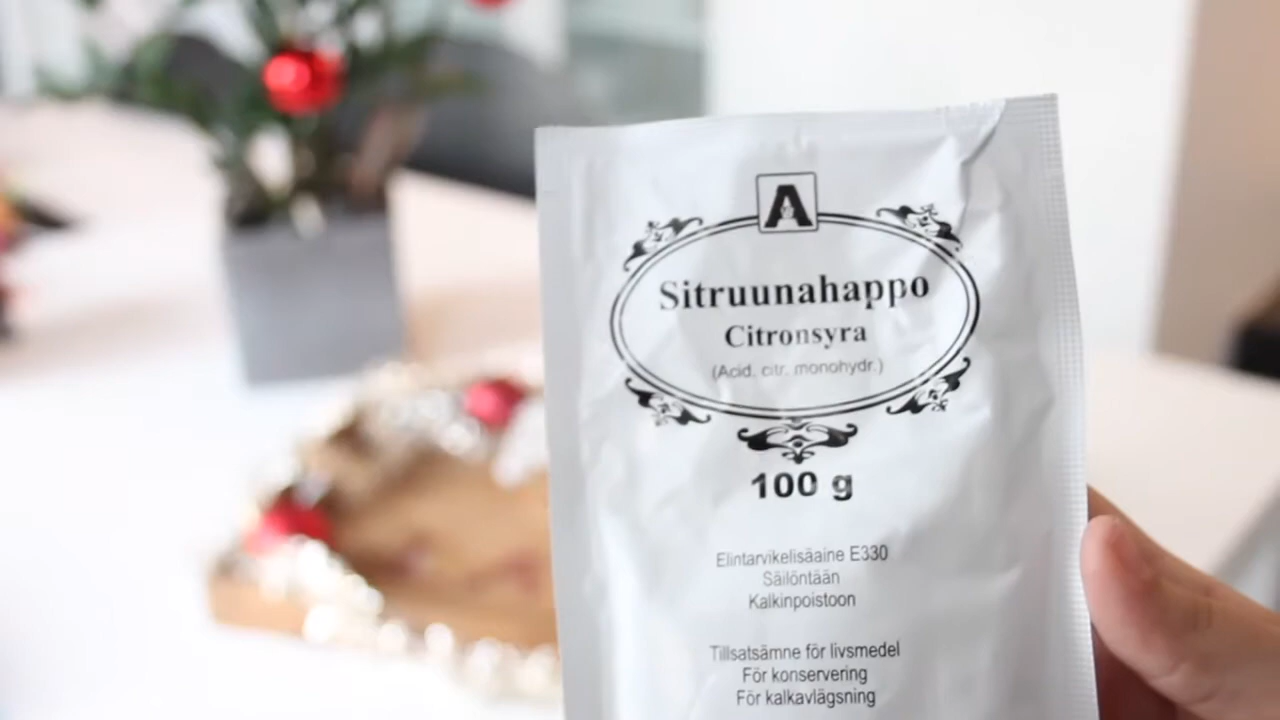 A
Sitruunahappo
Citronsyra
(Acid. citr. monohydr.)
100 g
Elintarvikelisäaine E330
Säilöntään
Kalkinpoistoon
Tillsatsämne för livsmedel
För konservering
För kalkavlägsning